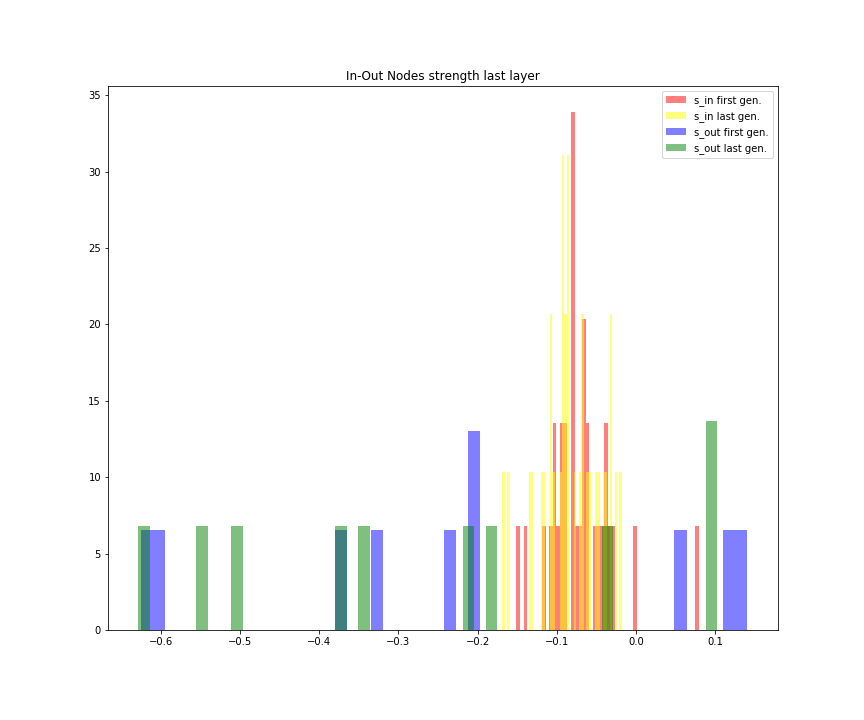 In-Out Nodes strength last layer
s_in first gen.
s_in last gen.
s_out first gen.
s_out last gen.
35
30
25
20
15
10
5
0
−0.6 −0.5 −0.4 −0.3 −0.2 −0.1 0.0 0.1